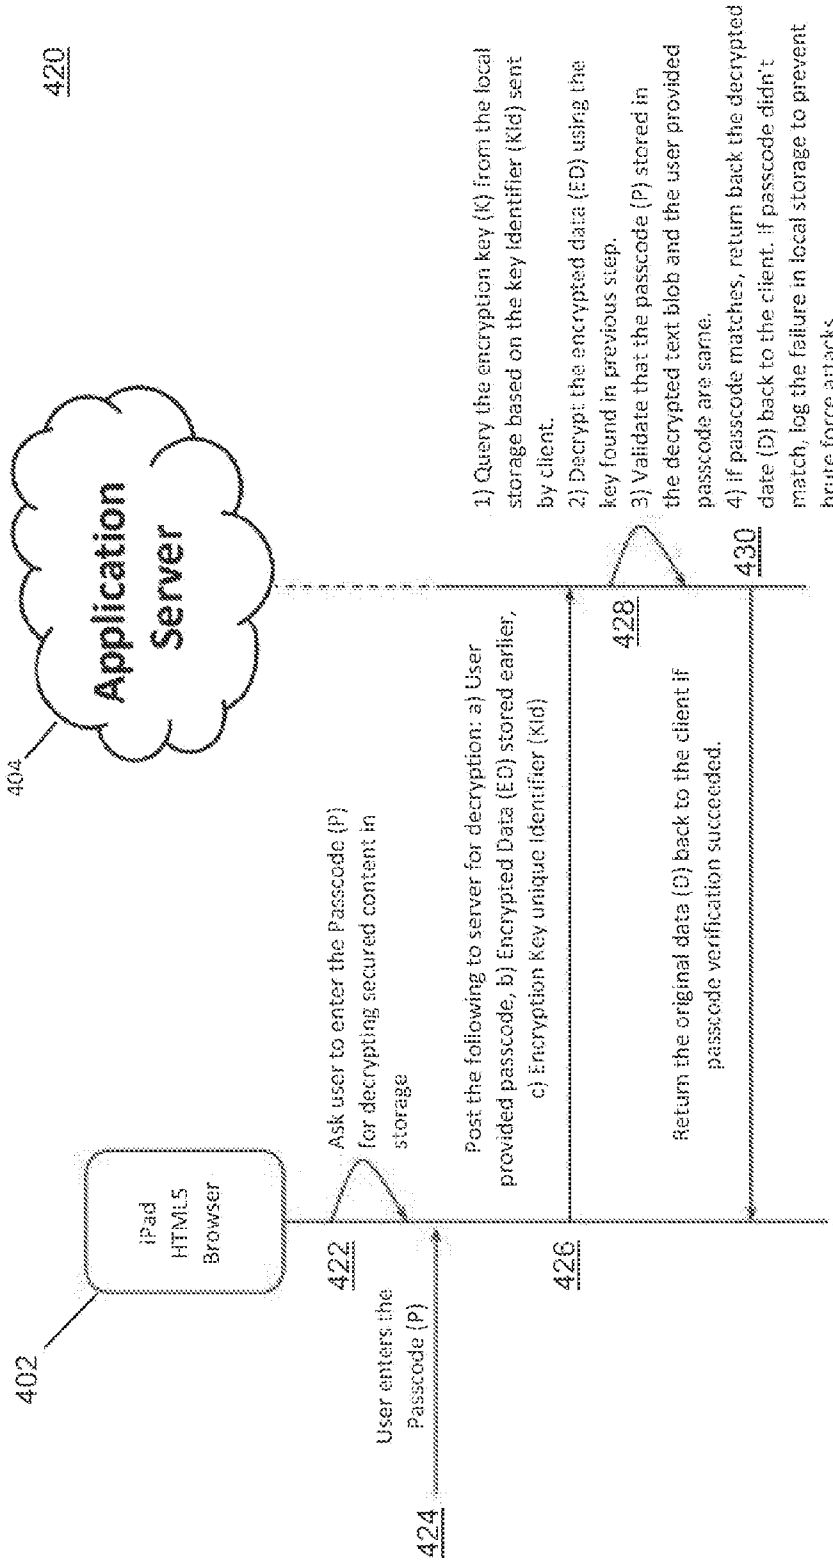 420
402
iPad
HTML5
Browser
404
Application
Server
422
Ask user to enter the Passcode (P)
for decrypting secured content in
storage
424
User enters the
Passcode (P)
426
Post the following to server for decryption: a) User
provided passcode, b) Encrypted Data (ED) stored earlier,
c) Encryption Key unique Identifier (KId)
428
1) Query the encryption key (K) from the local
storage based on the key identifier (KId) sent
by client.
2) Decrypt the encrypted data (ED) using the
key found in previous step.
3) Validate that the passcode (P) stored in
the decrypted text blob and the user provided
passcode are same.
4) If passcode matches, return back the decrypted
date (D) back to the client. If passcode didn't
match, log the failure in local storage to prevent
brute force attacks
Return the original data (D) back to the client if
passcode verification succeeded.
430